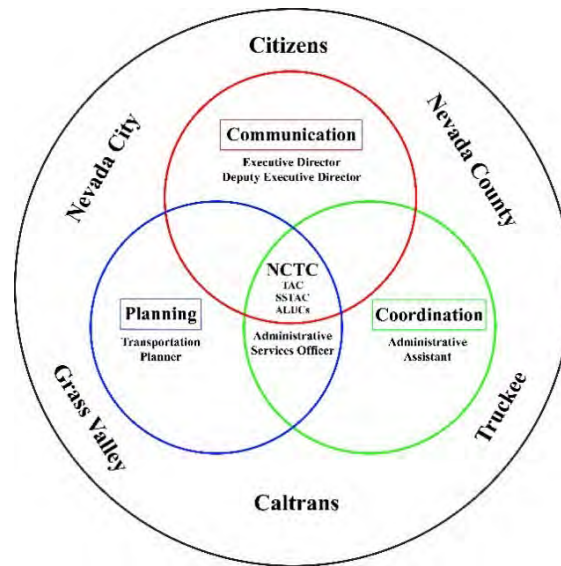 Citizens
Nevada City
Nevada County
Communication
Executive Director
Deputy Executive Director
NCTC
TAC
SSTAC
ALUCs
Planning
Transportation
Planner
Administrative
Services Officer
Coordination
Administrative
Assistant
Grass Valley
Truckee
Caltrans